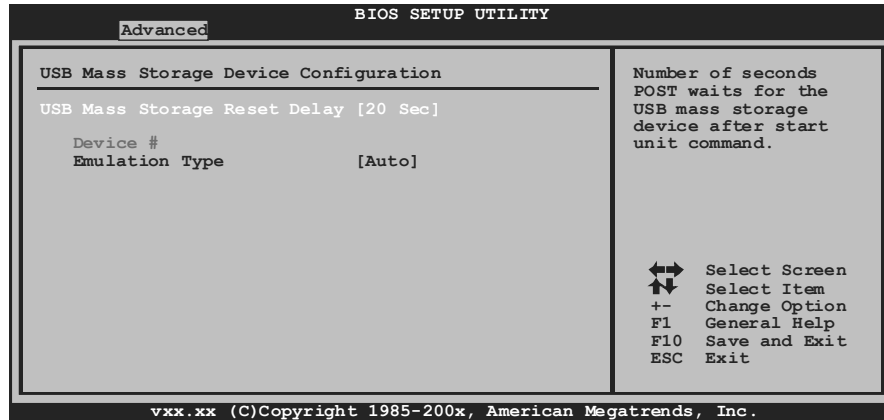 BIOS SETUP UTILITY
Advanced
USB Mass Storage Device Configuration
USB Mass Storage Reset Delay [20 Sec]
Device #
Emulation Type [Auto]
Number of seconds
POST waits for the
USB mass storage
device after start
unit command.
Select Screen
Select Item
+- Change Option
F1 General Help
F10 Save and Exit
ESC Exit
vxx.xx (C)Copyright 1985-200x, American Megatrends, Inc.